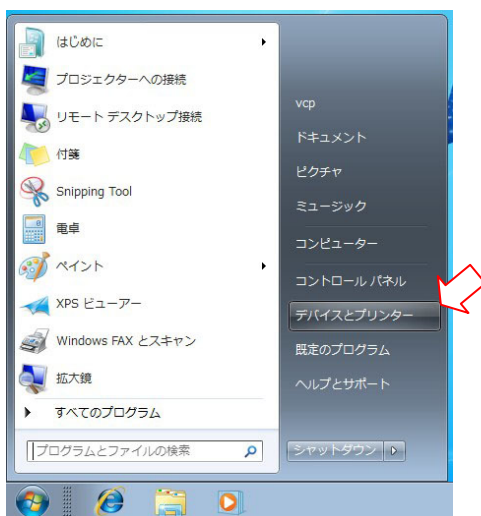 はじめに
プロジェクターへの接続
リモート デスクトップ接続
付箋
Snipping Tool
電卓
ペイント
XPS ビューアー
Windows FAX とスキャン
拡大鏡
すべてのプログラム
プログラムとファイルの検索
vcp
ドキュメント
ピクチャ
ミュージック
コンピューター
コントロール パネル
デバイスとプリンター
既定のプログラム
ヘルプとサポート
シャットダウン